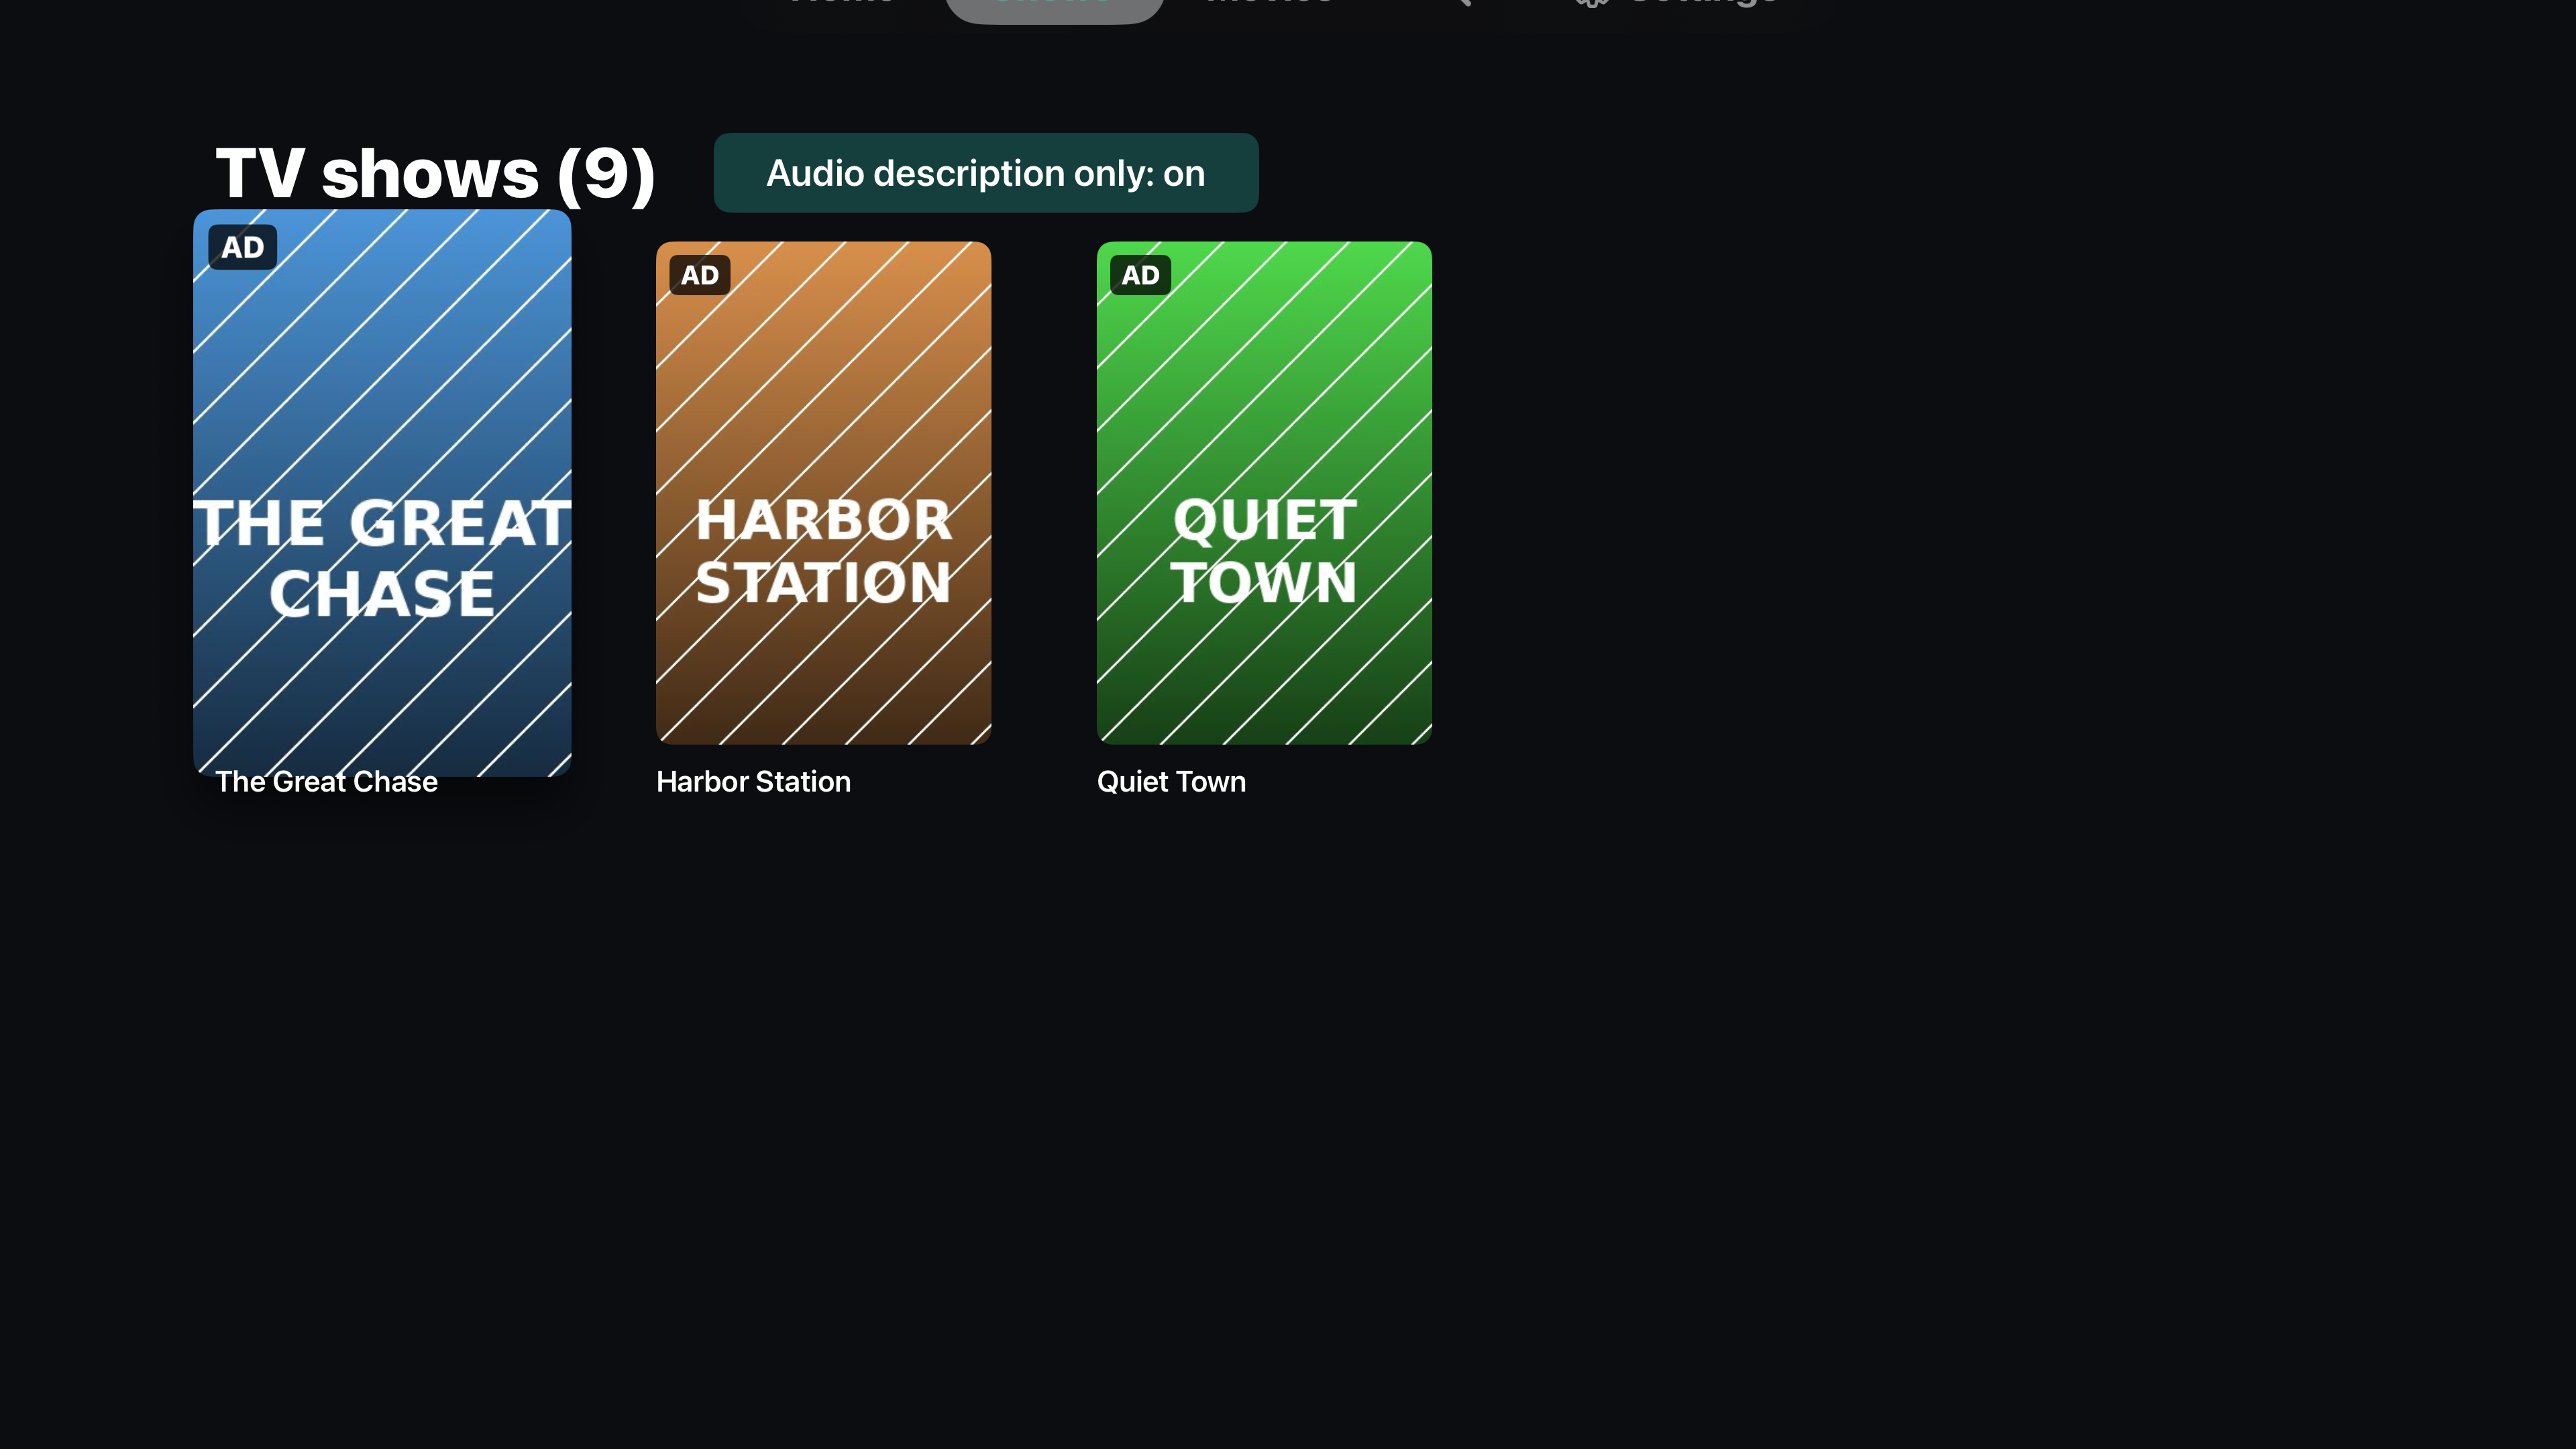 TV shows (9)
Audio description only: on
AD
THE GREAT
CHASE
The Great Chase
AD
HARBOR
STATION
Harbor Station
AD
QUIET
TOWN
Quiet Town